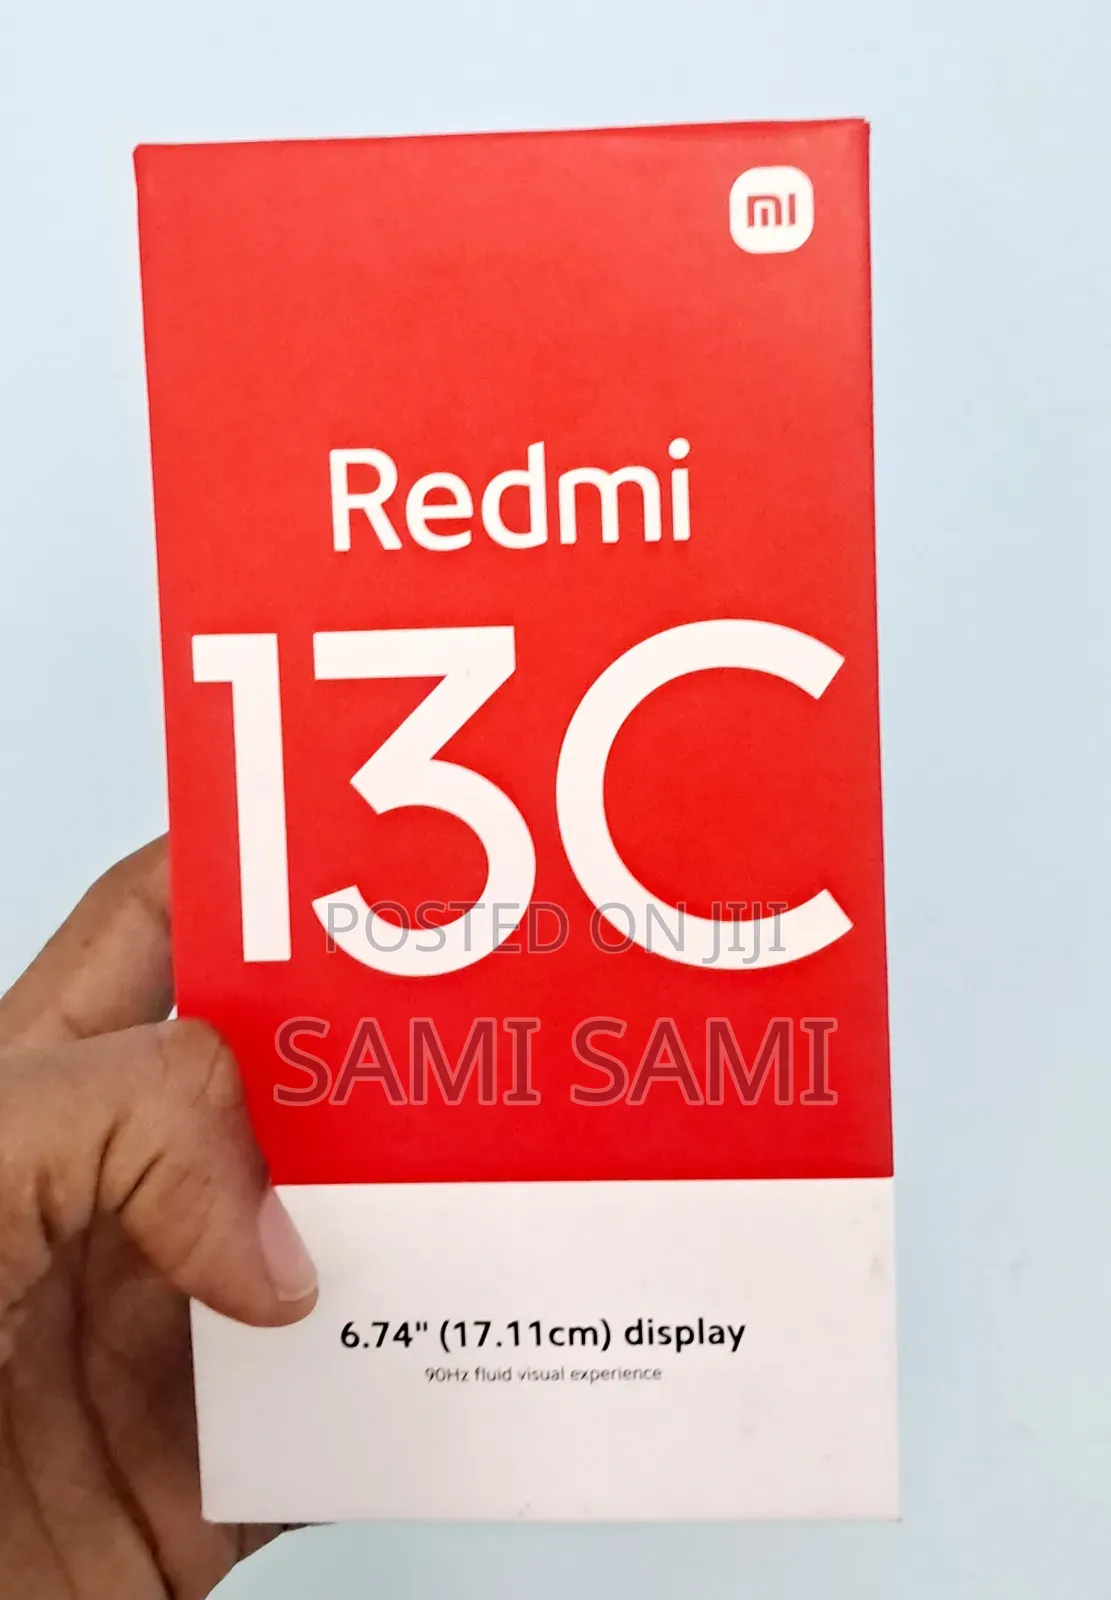 mi
Redmi
13C
POSTED ON JIJI
SAMI SAMI
6.74" (17.11cm) display
90Hz fluid visual experience